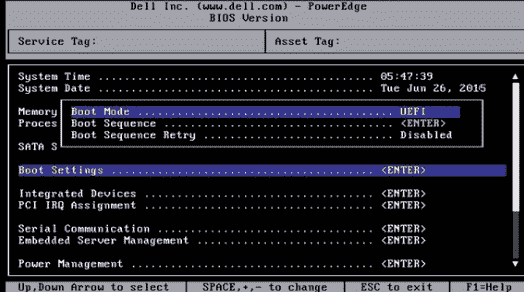 Dell Inc. (www.dell.com) - PowerEdge
BIOS Version
Service Tag:
Asset Tag:
System Time ........................................ 05:47:39
System Date ........................................ Tue Jun 26, 2015
Memory
Boot Mode ..................................... UEFI
Proces
Boot Sequence ................................. <ENTER>
Boot Sequence Retry ........................... Disabled
SATA S
Boot Settings ...................................... <ENTER>
Integrated Devices ................................. <ENTER>
PCI IRQ Assignment ................................. <ENTER>
Serial Communication ............................... <ENTER>
Embedded Server Management ......................... <ENTER>
Power Management ................................... <ENTER>
Up,Down Arrow to select
SPACE,+,- to change
ESC to exit
F1=Help